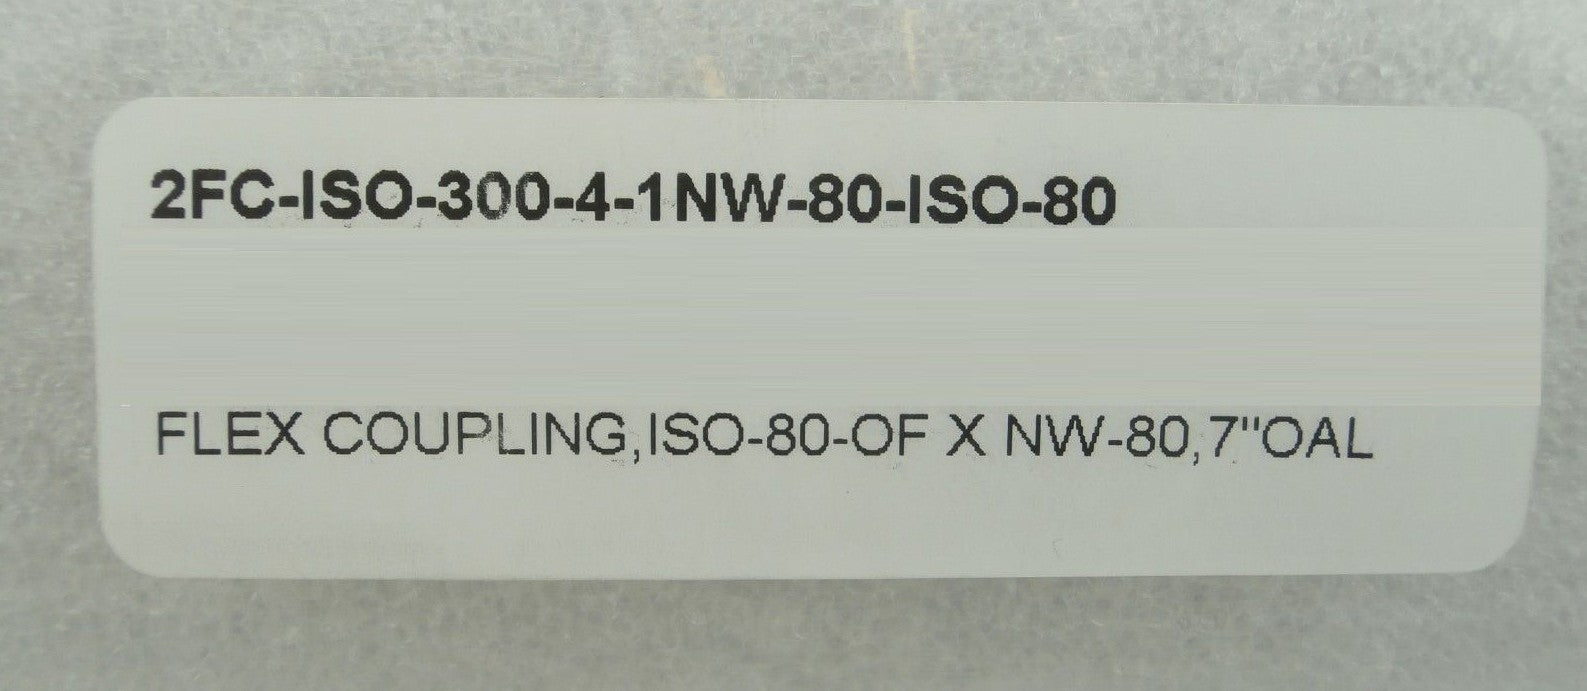 2FC-ISO-300-4-1NW-80-ISO-80
FLEX COUPLING,ISO-80-OF X NW-80,7"OAL